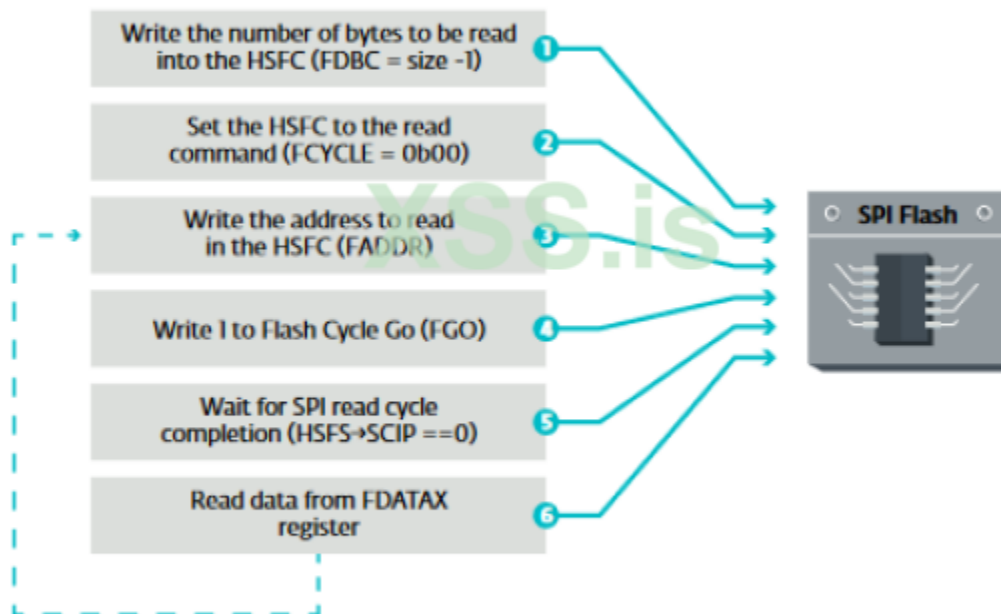 Write the number of bytes to be read
into the HSFC (FDBC = size -1)
1
Set the HSFC to the read
command (FCYCLE = 0b00)
2
Write the address to read
in the HSFC (FADDR)
3
Write 1 to Flash Cycle Go (FGO)
4
Wait for SPI read cycle
completion (HSFS→SCIP ==0)
5
Read data from FDATAX
register
6
SPI Flash
XSS.is